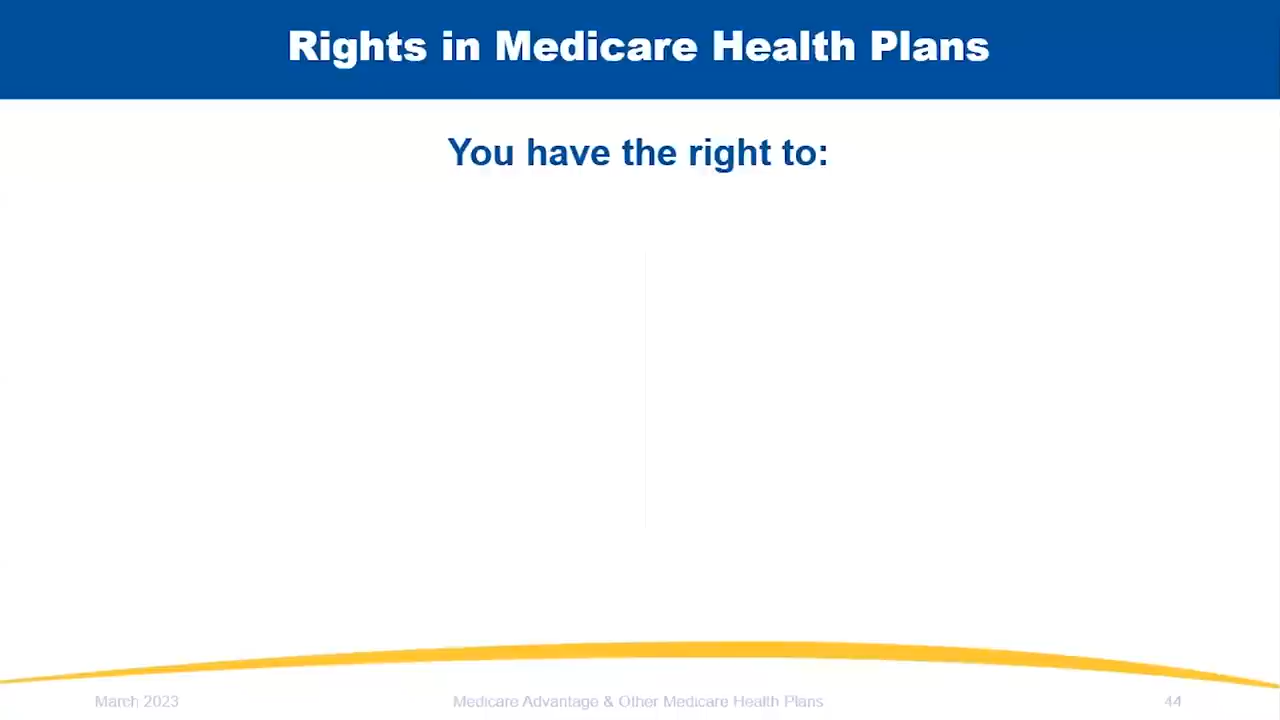 Rights in Medicare Health Plans
You have the right to:
March 2023
Medicare Advantage & Other Medicare Health Plans
44